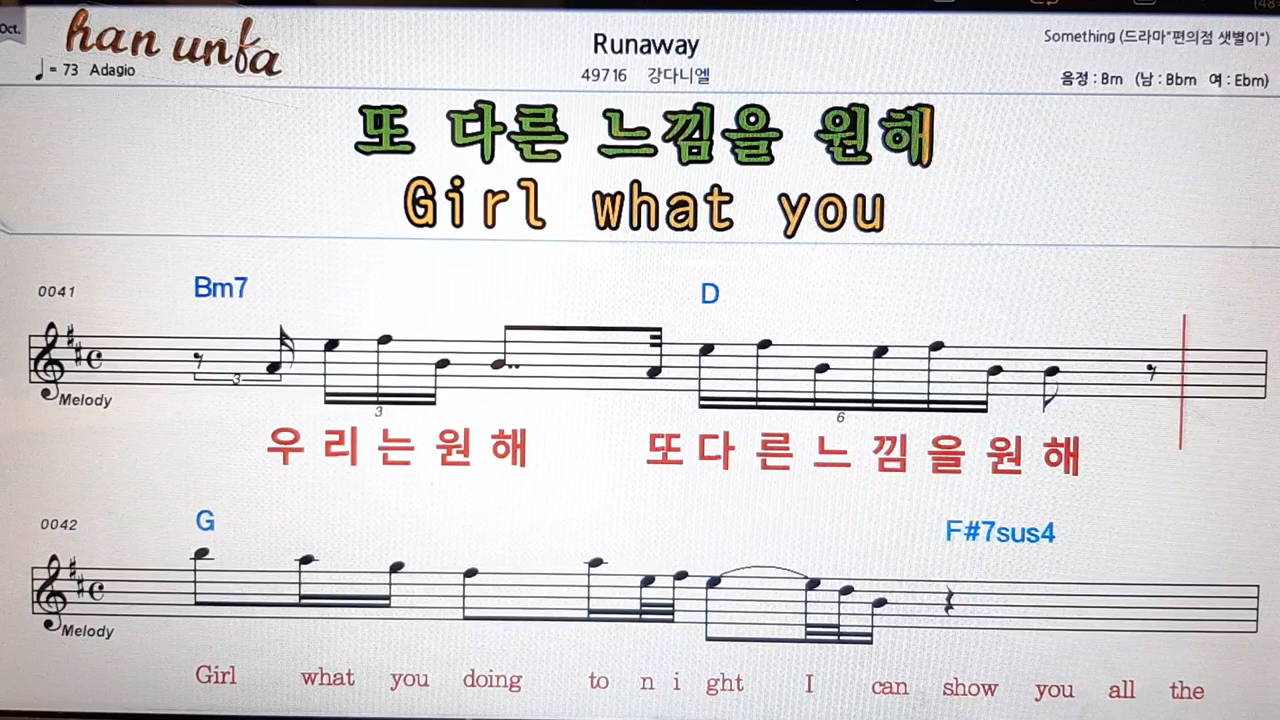 Oct.
han unfa
Runaway
Something (드라마"편의점 샛별이")
♩ = 73 Adagio
49716 강다니엘
음정 : Bm (남 : Bbm 여 : Ebm)
또 다른 느낌을 원해
Girl what you
0041 Bm7 D
3
Melody
3
6
우 리 는 원 해 또 다 른 느 낌 을 원 해
0042 G F#7sus4
Melody
Girl what you doing to n i ght I can show you all the